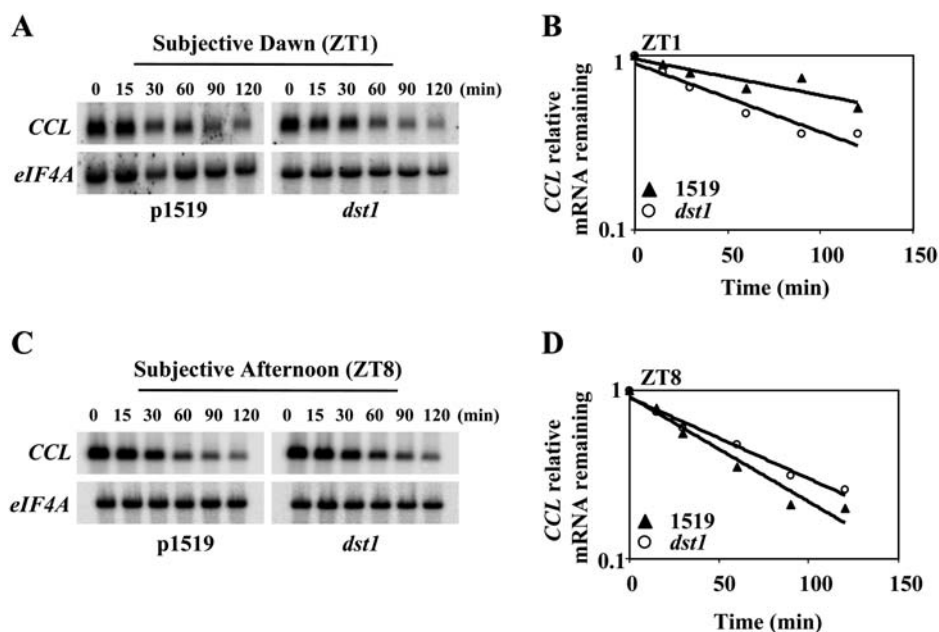 A
Subjective Dawn (ZT1)
0 15 30 60 90 120 0 15 30 60 90 120 (min)
CCL
eIF4A
p1519 dst1
B
ZT1
1
0.1
CCL relative
mRNA remaining
1519
dst1
0 50 100 150
Time (min)
C
Subjective Afternoon (ZT8)
0 15 30 60 90 120 0 15 30 60 90 120 (min)
CCL
eIF4A
p1519 dst1
D
ZT8
1
0.1
CCL relative
mRNA remaining
1519
dst1
0 50 100 150
Time (min)